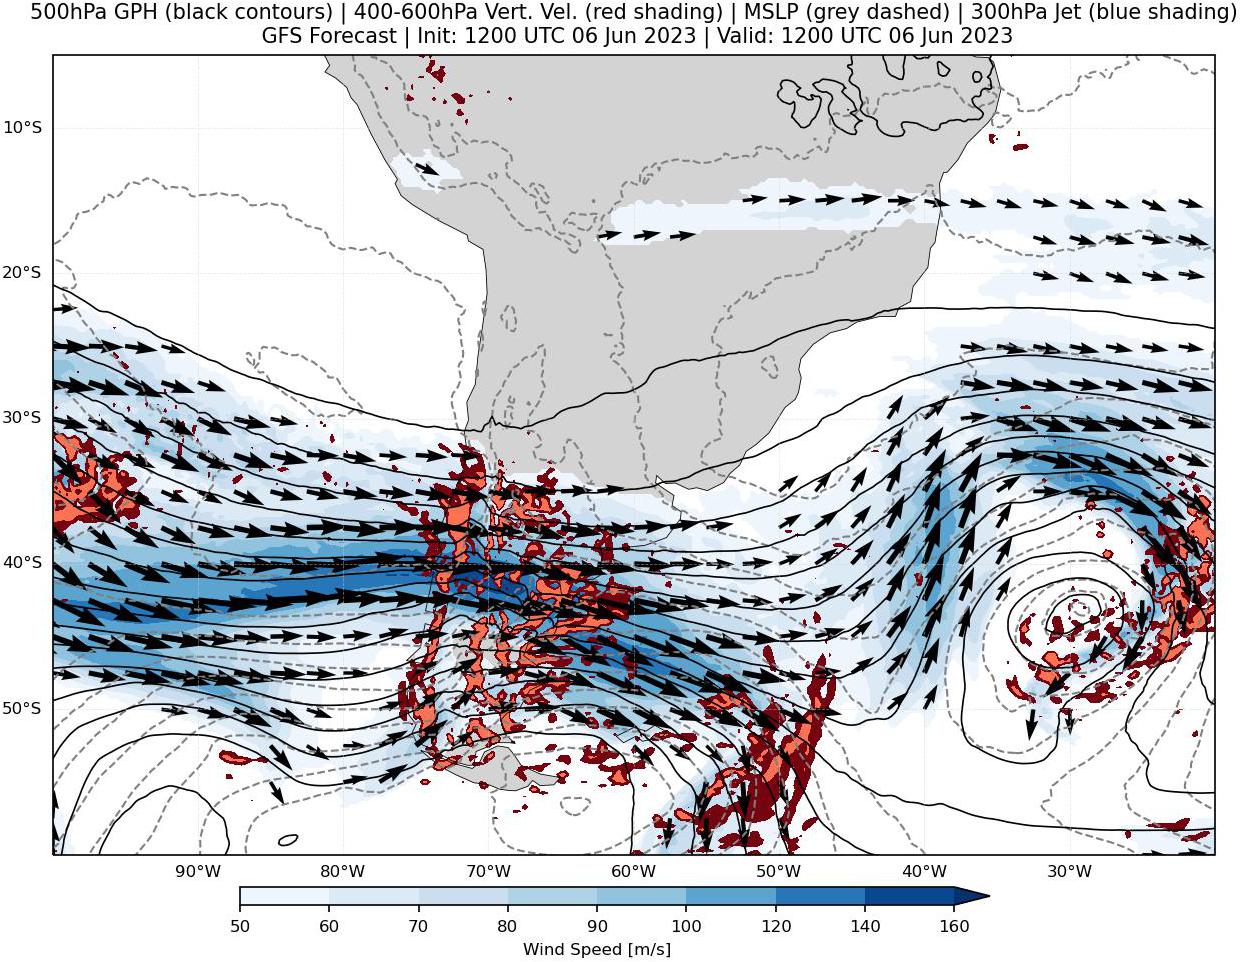 500hPa GPH (black contours) | 400-600hPa Vert. Vel. (red shading) | MSLP (grey dashed) | 300hPa Jet (blue shading)
GFS Forecast | Init: 1200 UTC 06 Jun 2023 | Valid: 1200 UTC 06 Jun 2023
10°S
20°S
30°S
40°S
50°S
90°W 80°W 70°W 60°W 50°W 40°W 30°W
50 60 70 80 90 100 120 140 160
Wind Speed [m/s]